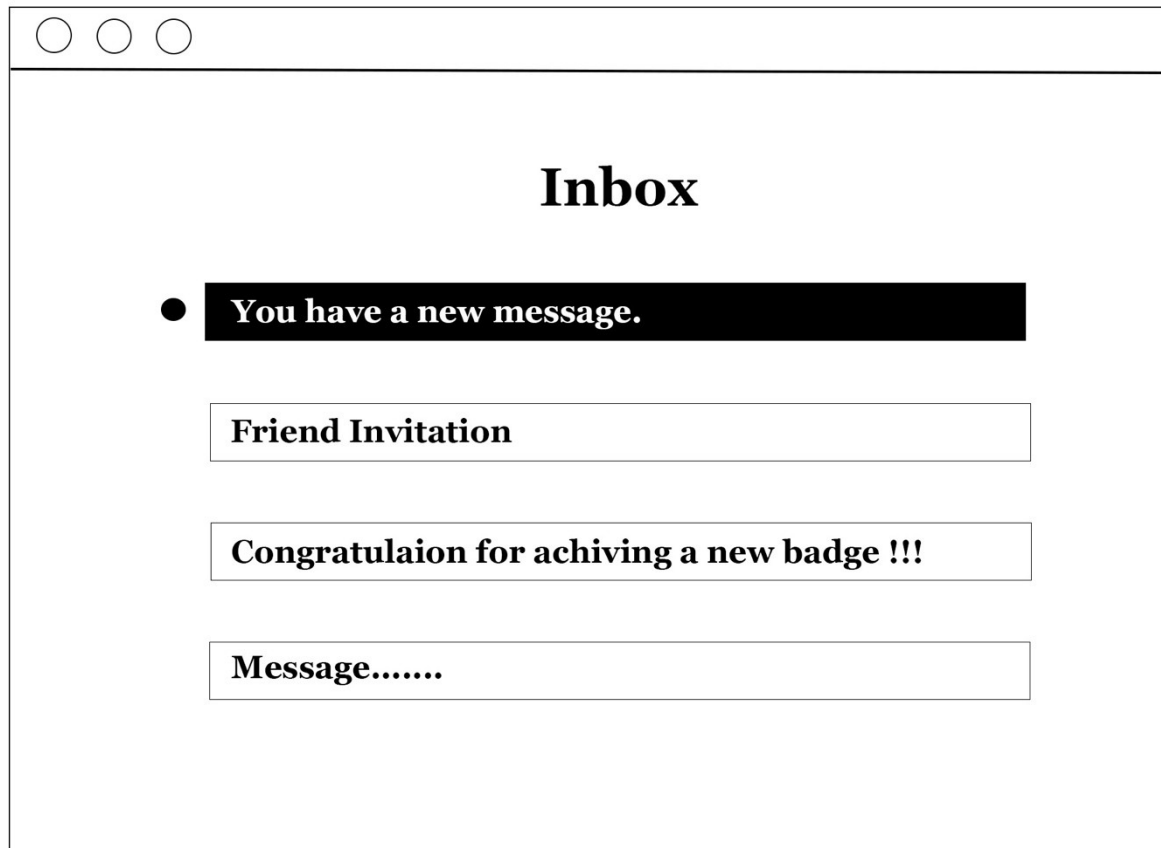 Inbox
You have a new message.
Friend Invitation
Congratulaion for achiving a new badge !!!
Message.......